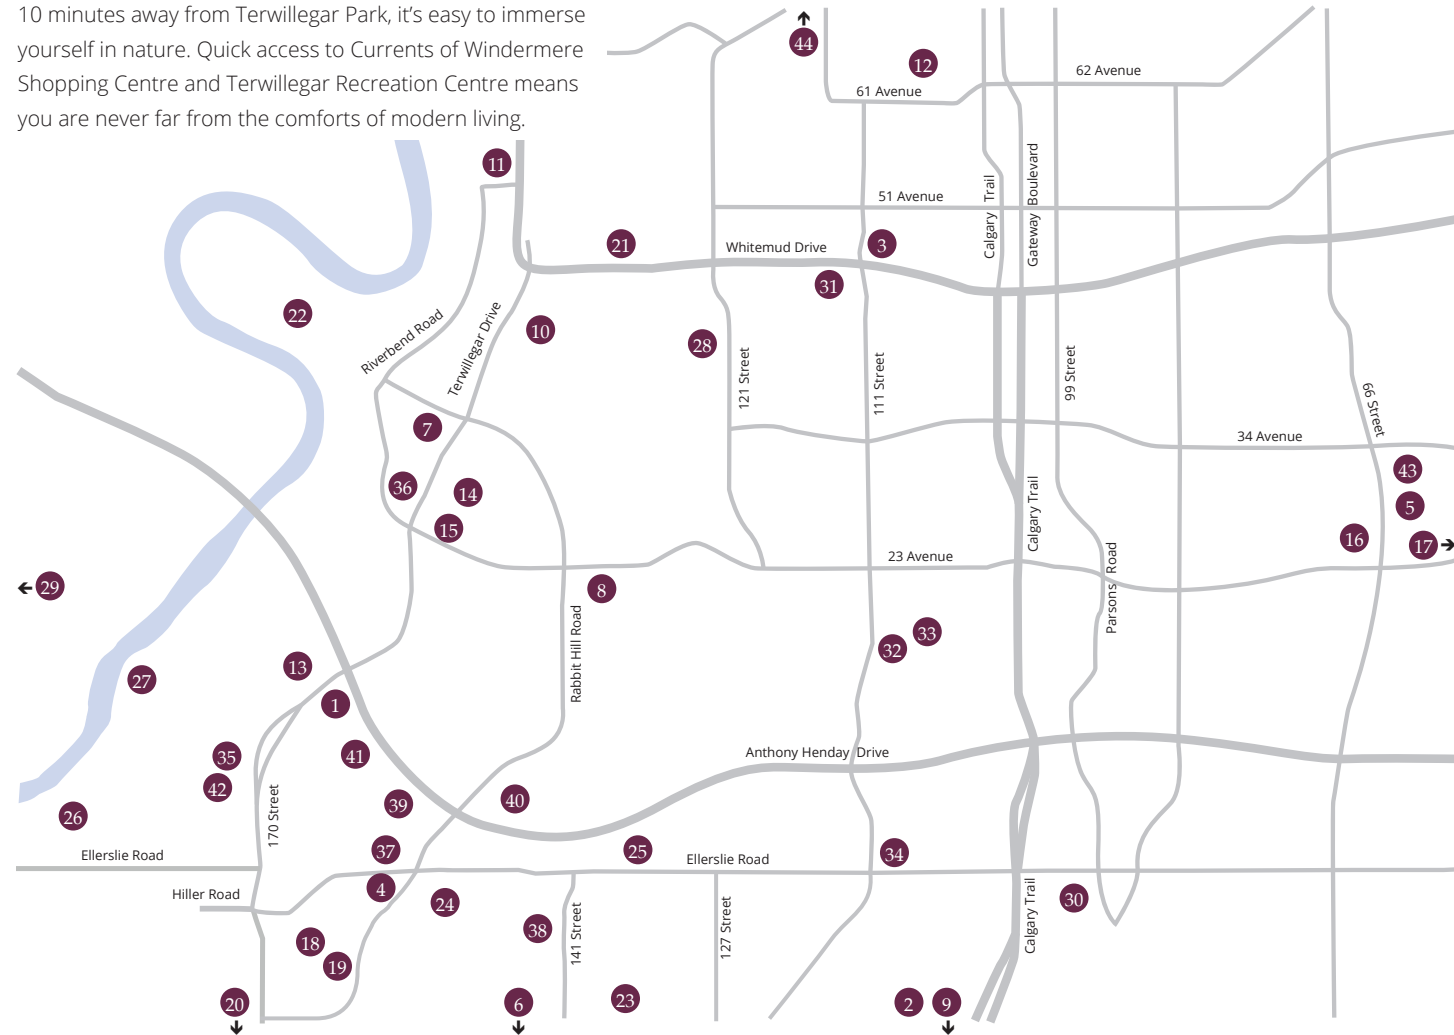 10 minutes away from Terwillegar Park, it’s easy to immerse
yourself in nature. Quick access to Currents of Windermere
Shopping Centre and Terwillegar Recreation Centre means
you are never far from the comforts of modern living.
44
12
62 Avenue
61 Avenue
11
51 Avenue
Calgary Trail
Gateway Boulevard
21
Whitemud Drive
3
31
22
Riverbend Road
Terwillegar Drive
10
28
121 Street
111 Street
99 Street
66 Street
7
34 Avenue
43
36
14
5
15
Calgary Trail
16
17
23 Avenue
29
8
Parsons Road
Rabbit Hill Road
33
32
13
27
1
35
41
Anthony Henday Drive
42
39
40
26
170 Street
37
25
34
Ellerslie Road
Ellerslie Road
4
Hiller Road
24
30
38
141 Street
127 Street
Calgary Trail
18
19
20
6
23
2
9